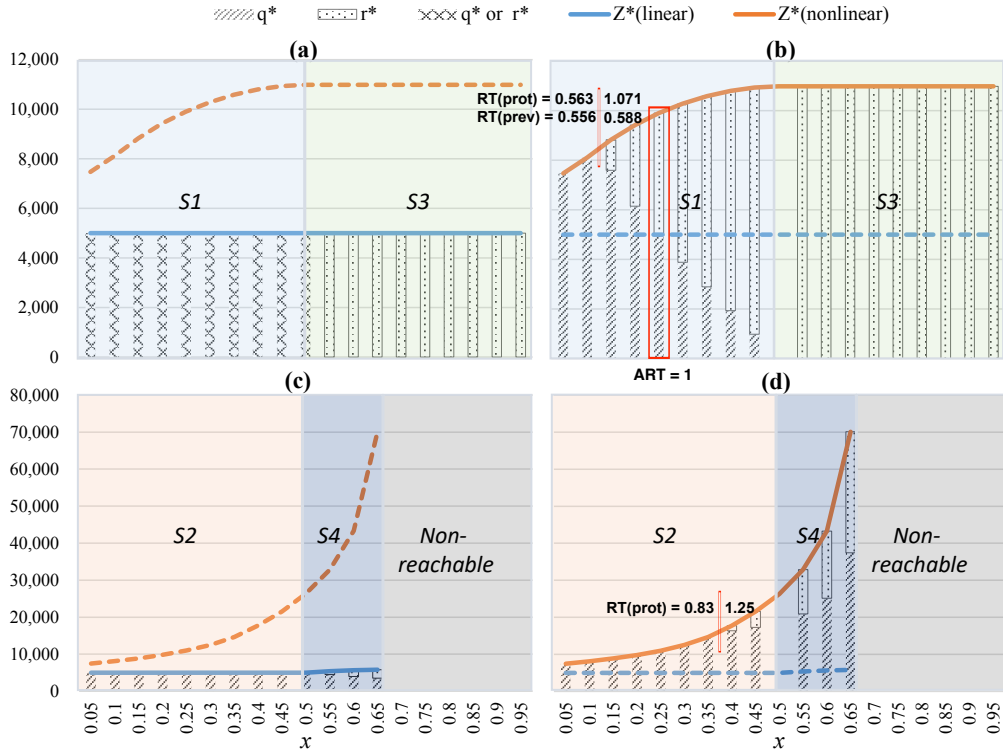 q* r* q* or r* Z*(linear) Z*(nonlinear)
(a) (b)
12,000
10,000
8,000
6,000
4,000
2,000
0
S1 S3
RT(prot) = 0.563 1.071
RT(prev) = 0.556 0.588
S1 S3
ART = 1
(c) (d)
80,000
70,000
60,000
50,000
40,000
30,000
20,000
10,000
0
S2 S4 Non-
reachable
S2 S4 Non-
reachable
RT(prot) = 0.83 1.25
0.05 0.1 0.15 0.2 0.25 0.3 0.35 0.4 0.45 0.5 0.55 0.6 0.65 0.7 0.75 0.8 0.85 0.9 0.95
x
0.05 0.1 0.15 0.2 0.25 0.3 0.35 0.4 0.45 0.5 0.55 0.6 0.65 0.7 0.75 0.8 0.85 0.9 0.95
x